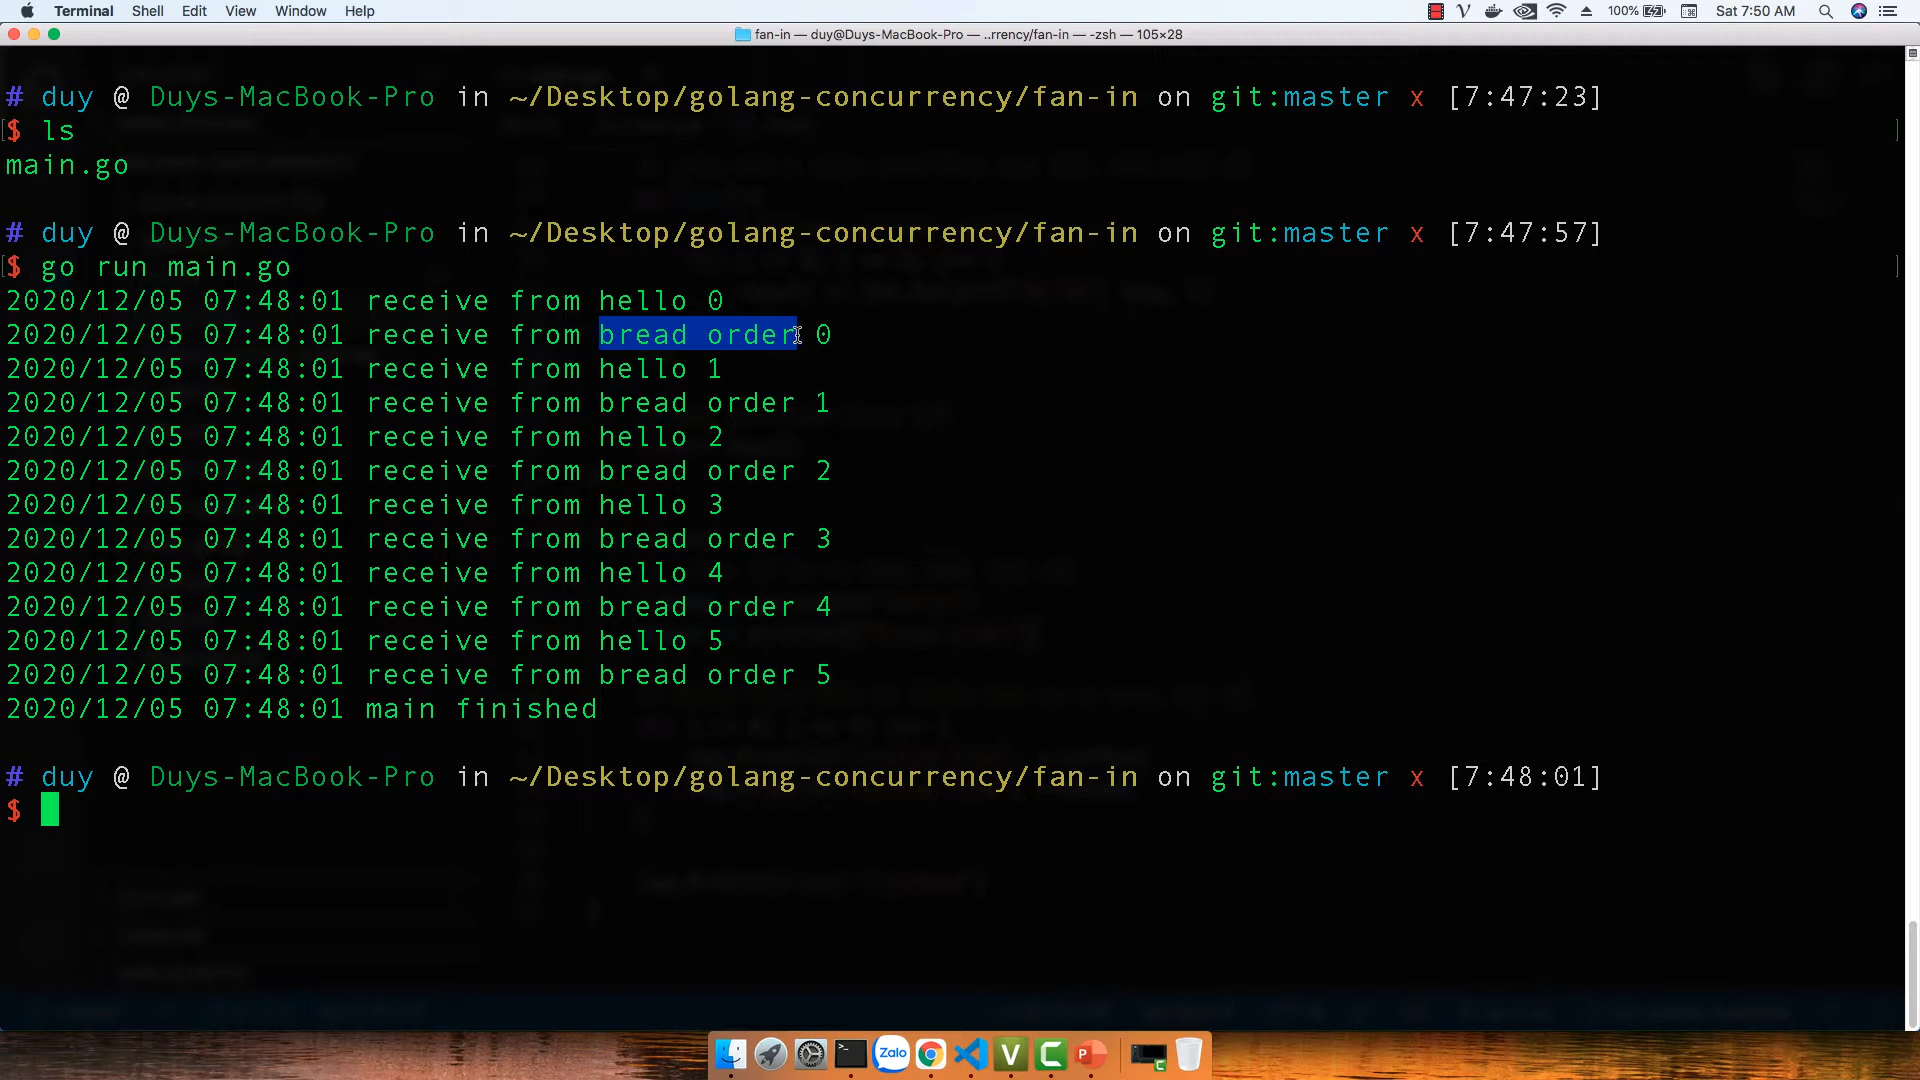 Terminal Shell Edit View Window Help 100% Sat 7:50 AM
fan-in — duy@Duys-MacBook-Pro — ..rrency/fan-in — -zsh — 105×28
# duy @ Duys-MacBook-Pro in ~/Desktop/golang-concurrency/fan-in on git:master x [7:47:23]
[$ ls ]
main.go
# duy @ Duys-MacBook-Pro in ~/Desktop/golang-concurrency/fan-in on git:master x [7:47:57]
[$ go run main.go ]
2020/12/05 07:48:01 receive from hello 0
2020/12/05 07:48:01 receive from bread order 0
2020/12/05 07:48:01 receive from hello 1
2020/12/05 07:48:01 receive from bread order 1
2020/12/05 07:48:01 receive from hello 2
2020/12/05 07:48:01 receive from bread order 2
2020/12/05 07:48:01 receive from hello 3
2020/12/05 07:48:01 receive from bread order 3
2020/12/05 07:48:01 receive from hello 4
2020/12/05 07:48:01 receive from bread order 4
2020/12/05 07:48:01 receive from hello 5
2020/12/05 07:48:01 receive from bread order 5
2020/12/05 07:48:01 main finished
# duy @ Duys-MacBook-Pro in ~/Desktop/golang-concurrency/fan-in on git:master x [7:48:01]
$
Zalo